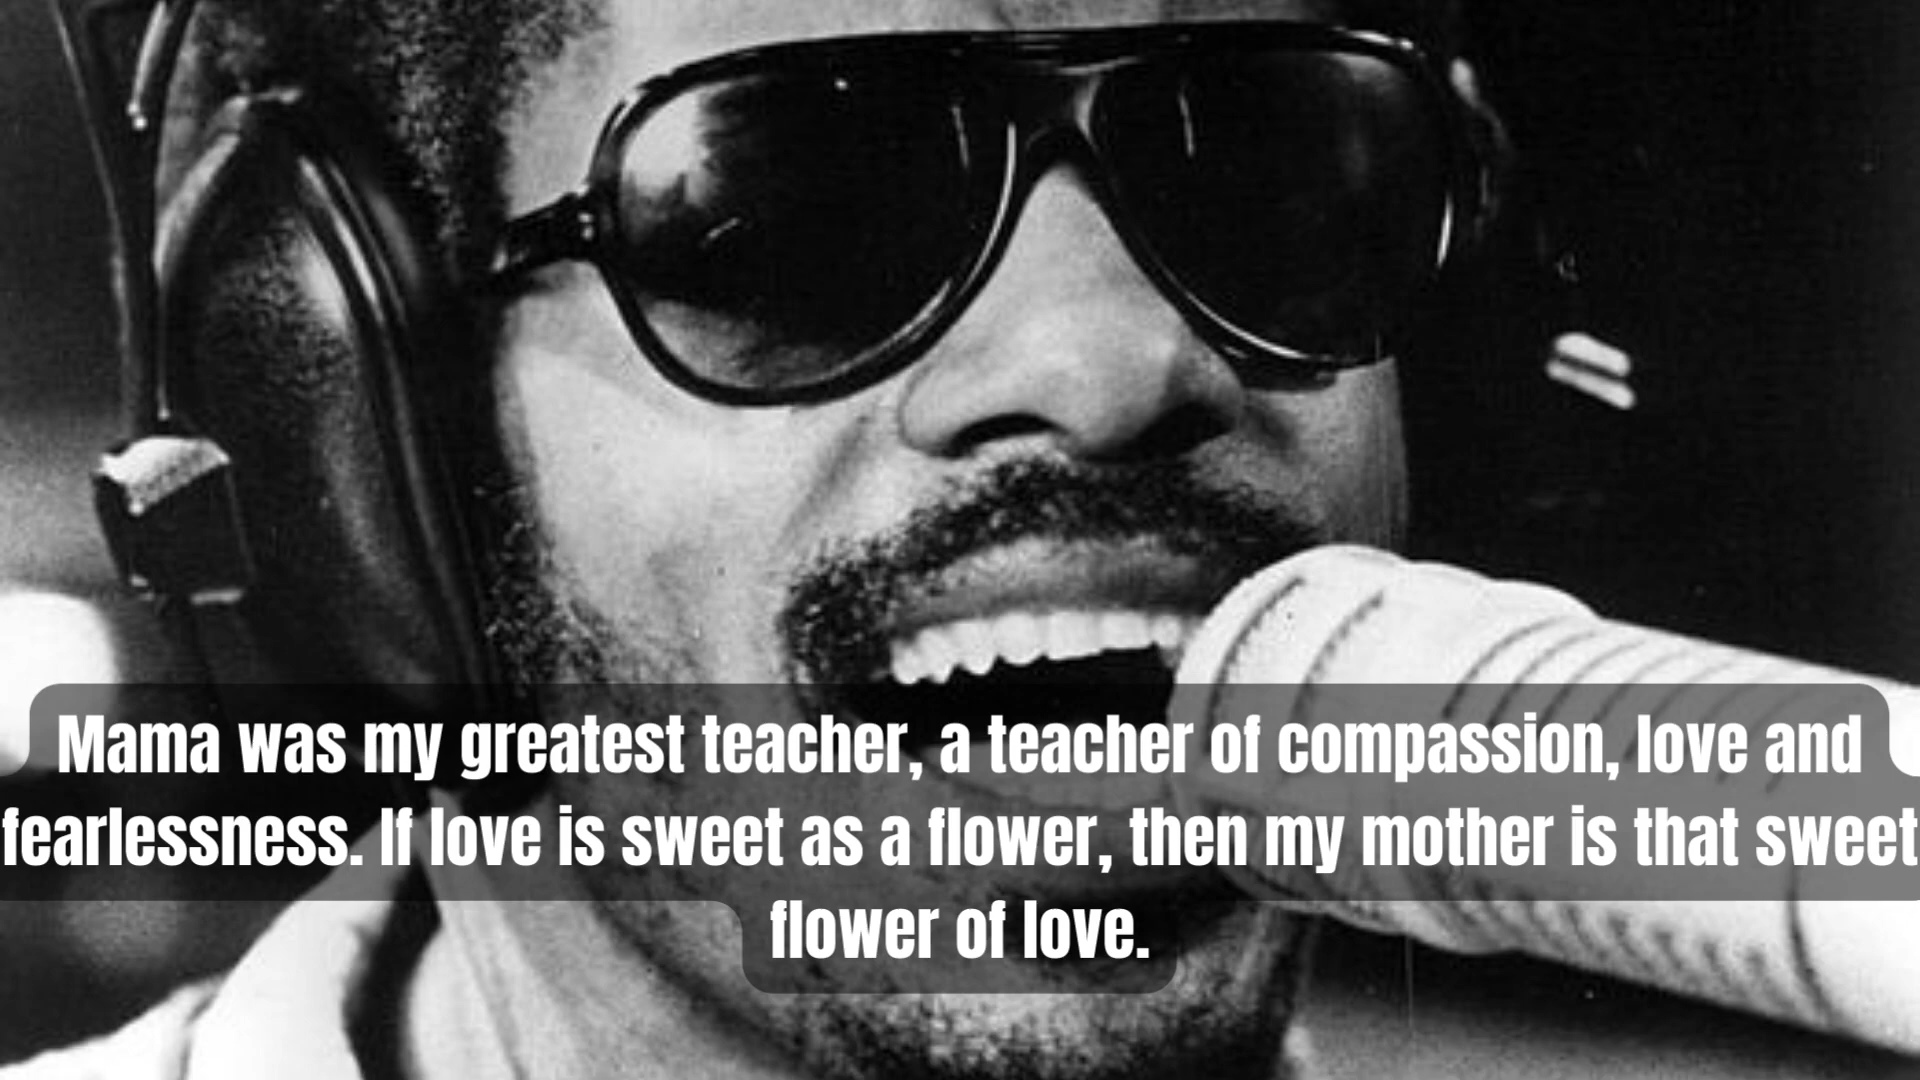 Mama was my greatest teacher, a teacher of compassion, love and
fearlessness. If love is sweet as a flower, then my mother is that sweet
flower of love.